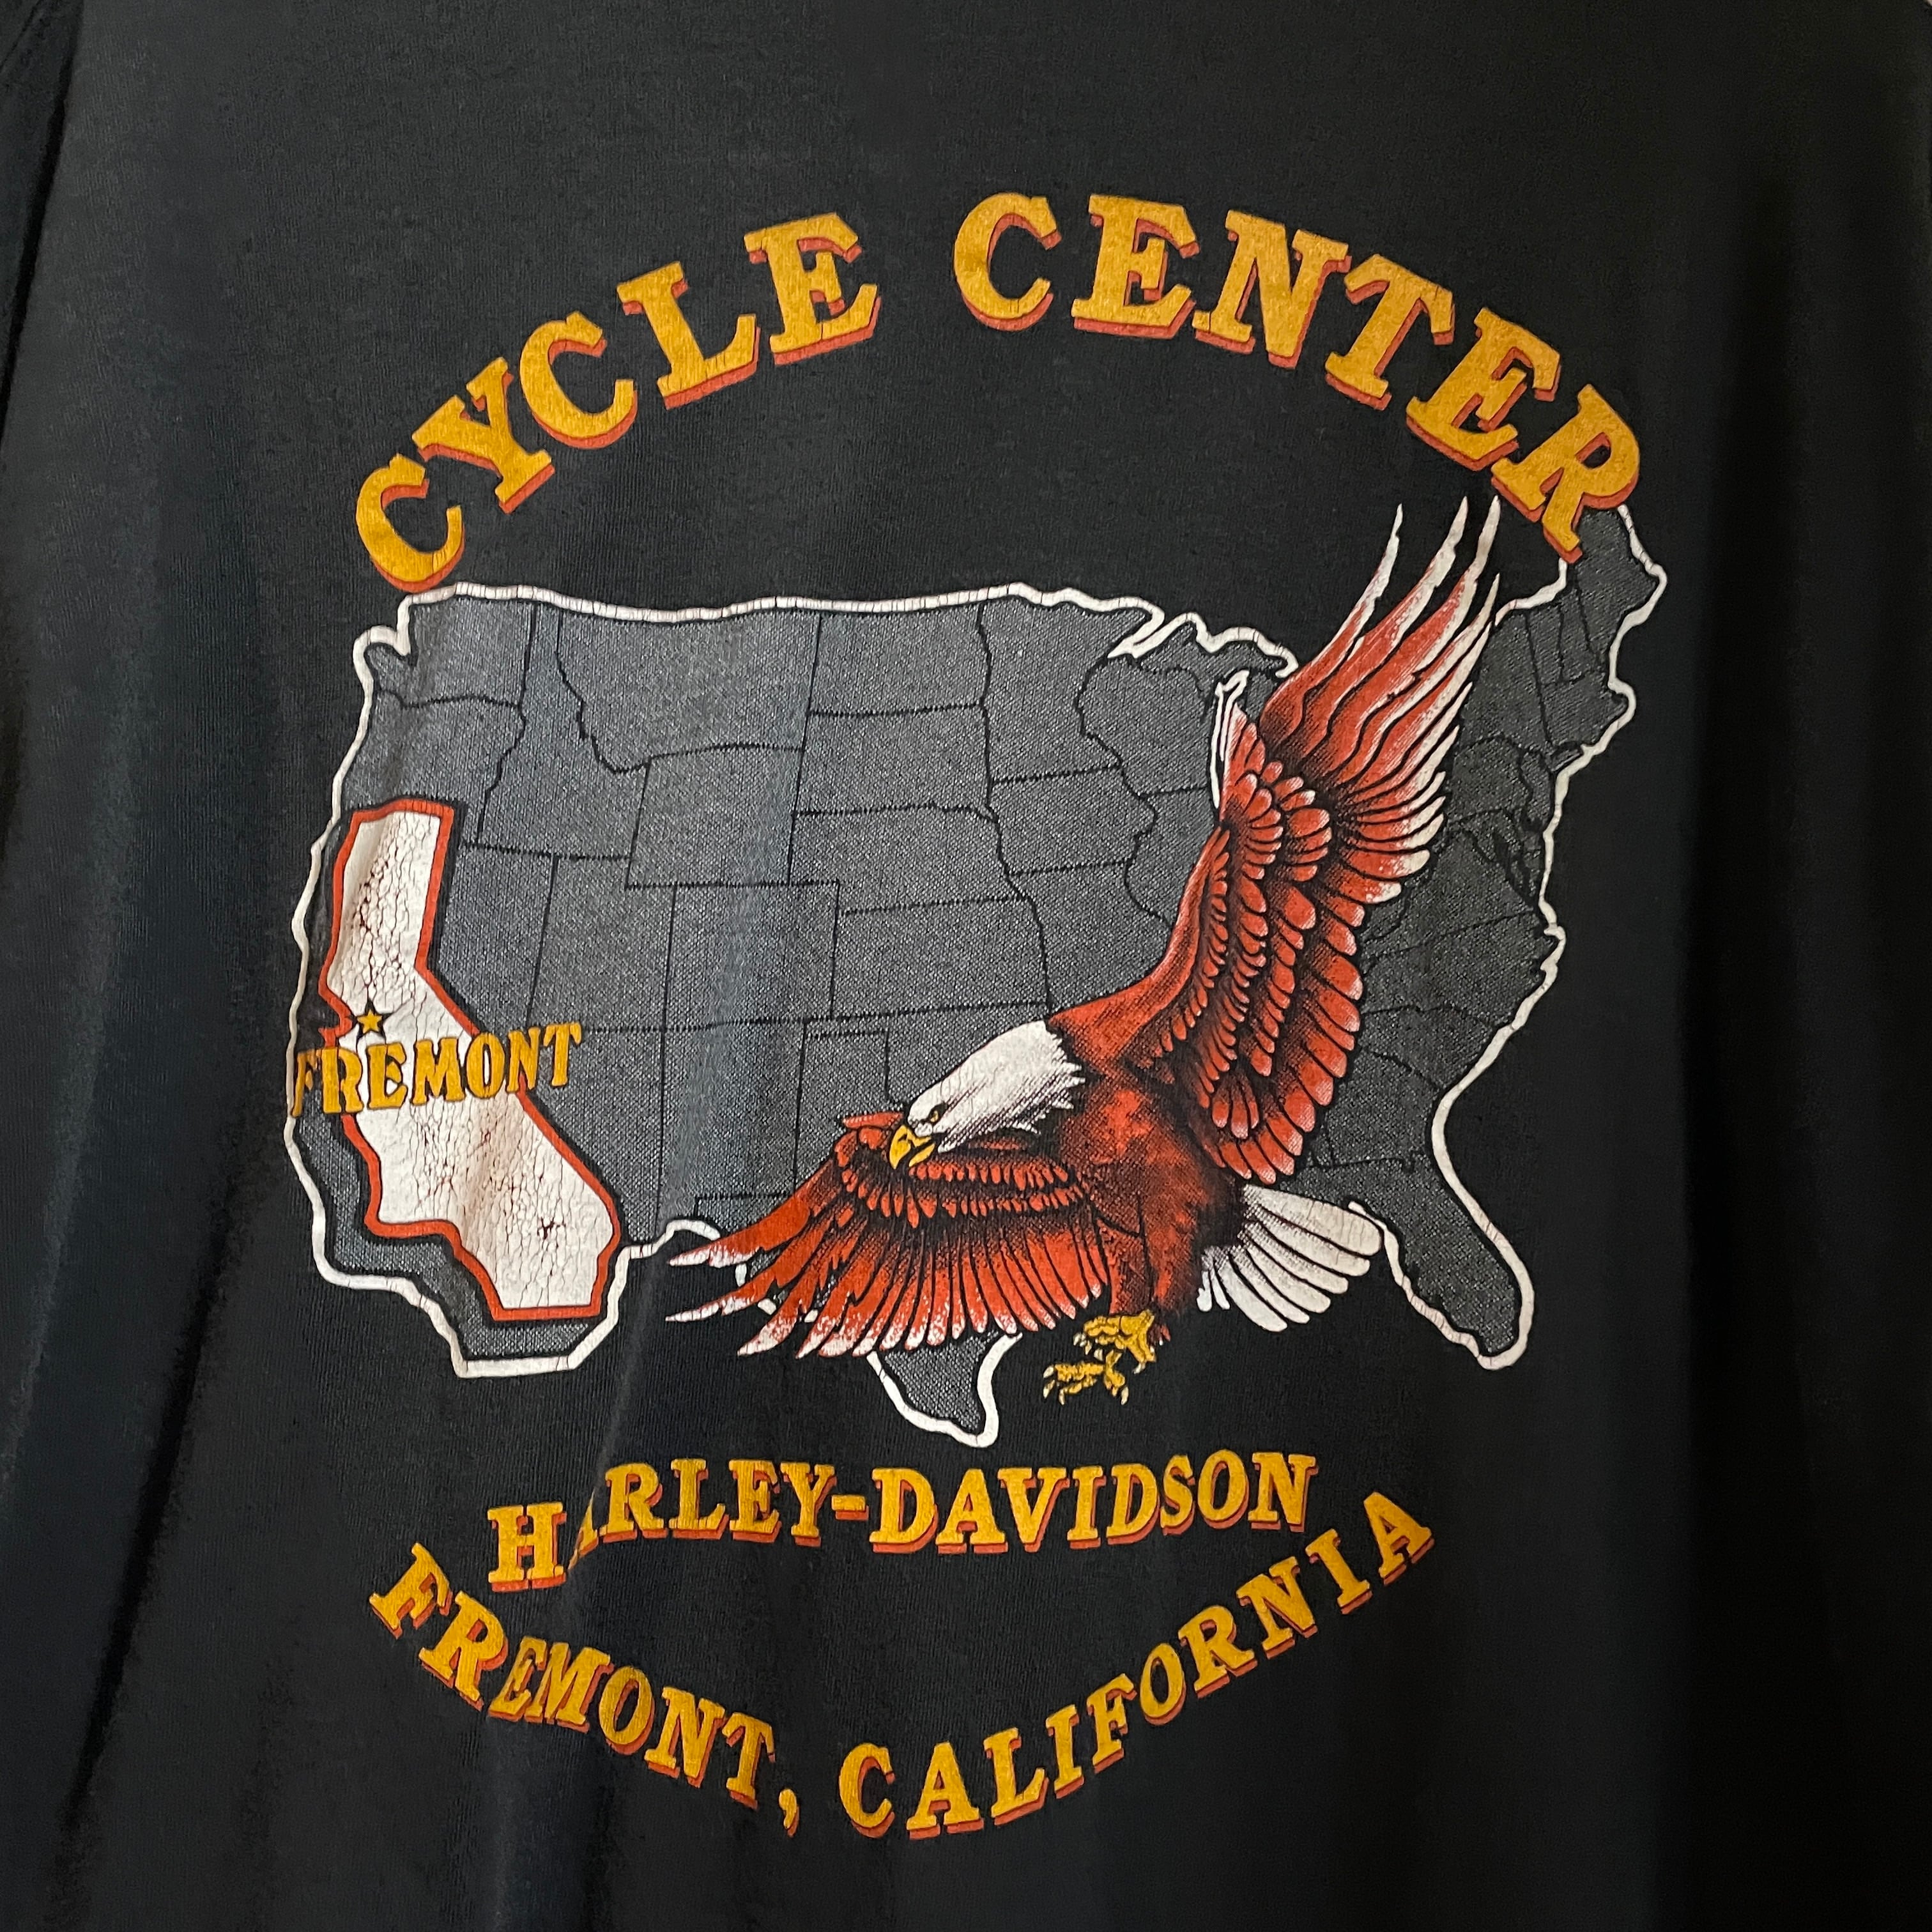 CYCLE CENTER
FREMONT
HARLEY-DAVIDSON
FREMONT, CALIFORNIA